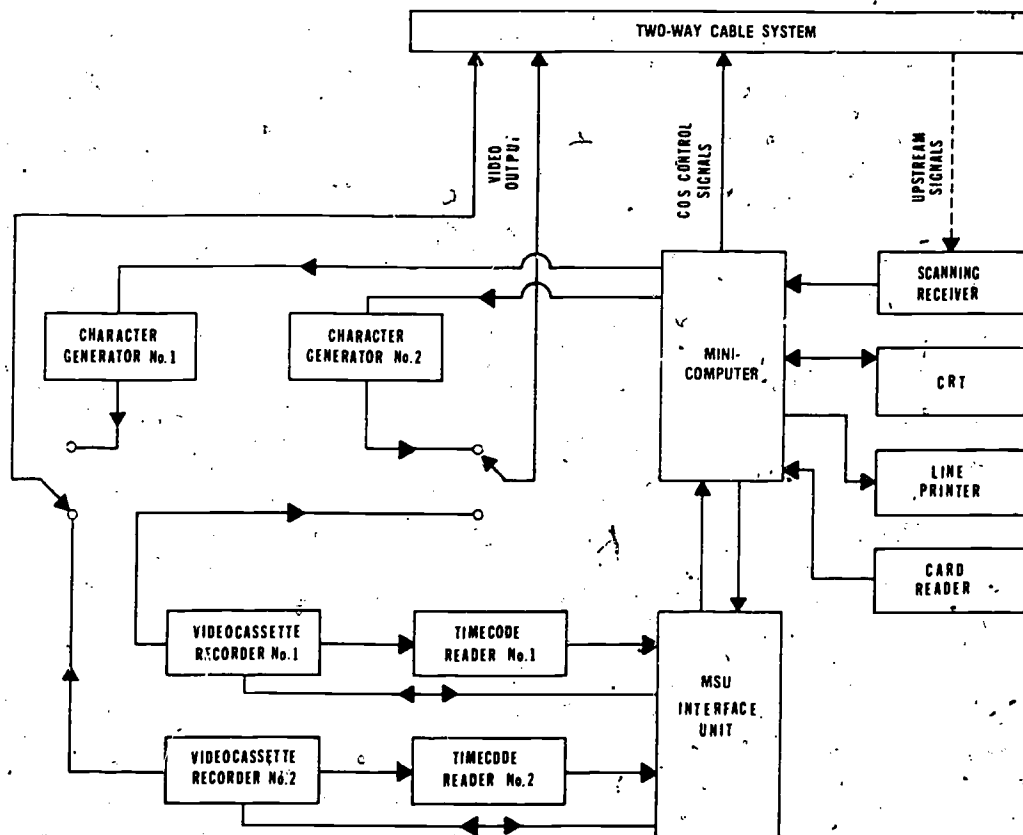 TWO-WAY CABLE SYSTEM
VIDEO
OUTPUT
COS CONTROL
SIGNALS
UPSTREAM
SIGNALS
SCANNING
RECEIVER
CHARACTER
GENERATOR No.1
CHARACTER
GENERATOR No.2
MINI-
COMPUTER
CRT
LINE
PRINTER
CARD
READER
VIDEOCASSETTE
RECORDER No.1
TIMECODE
READER No.1
MSU
INTERFACE
UNIT
VIDEOCASSETTE
RECORDER No.2
TIMECODE
READER No.2